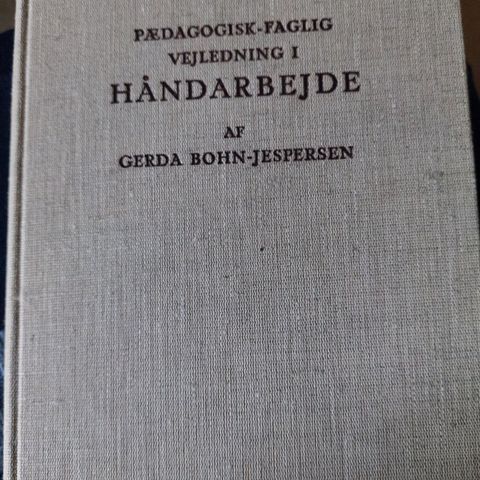 PÆDAGOGISK-FAGLIG
VEJLEDNING I
HÅNDARBEJDE
AF
GERDA BOHN-JESPERSEN